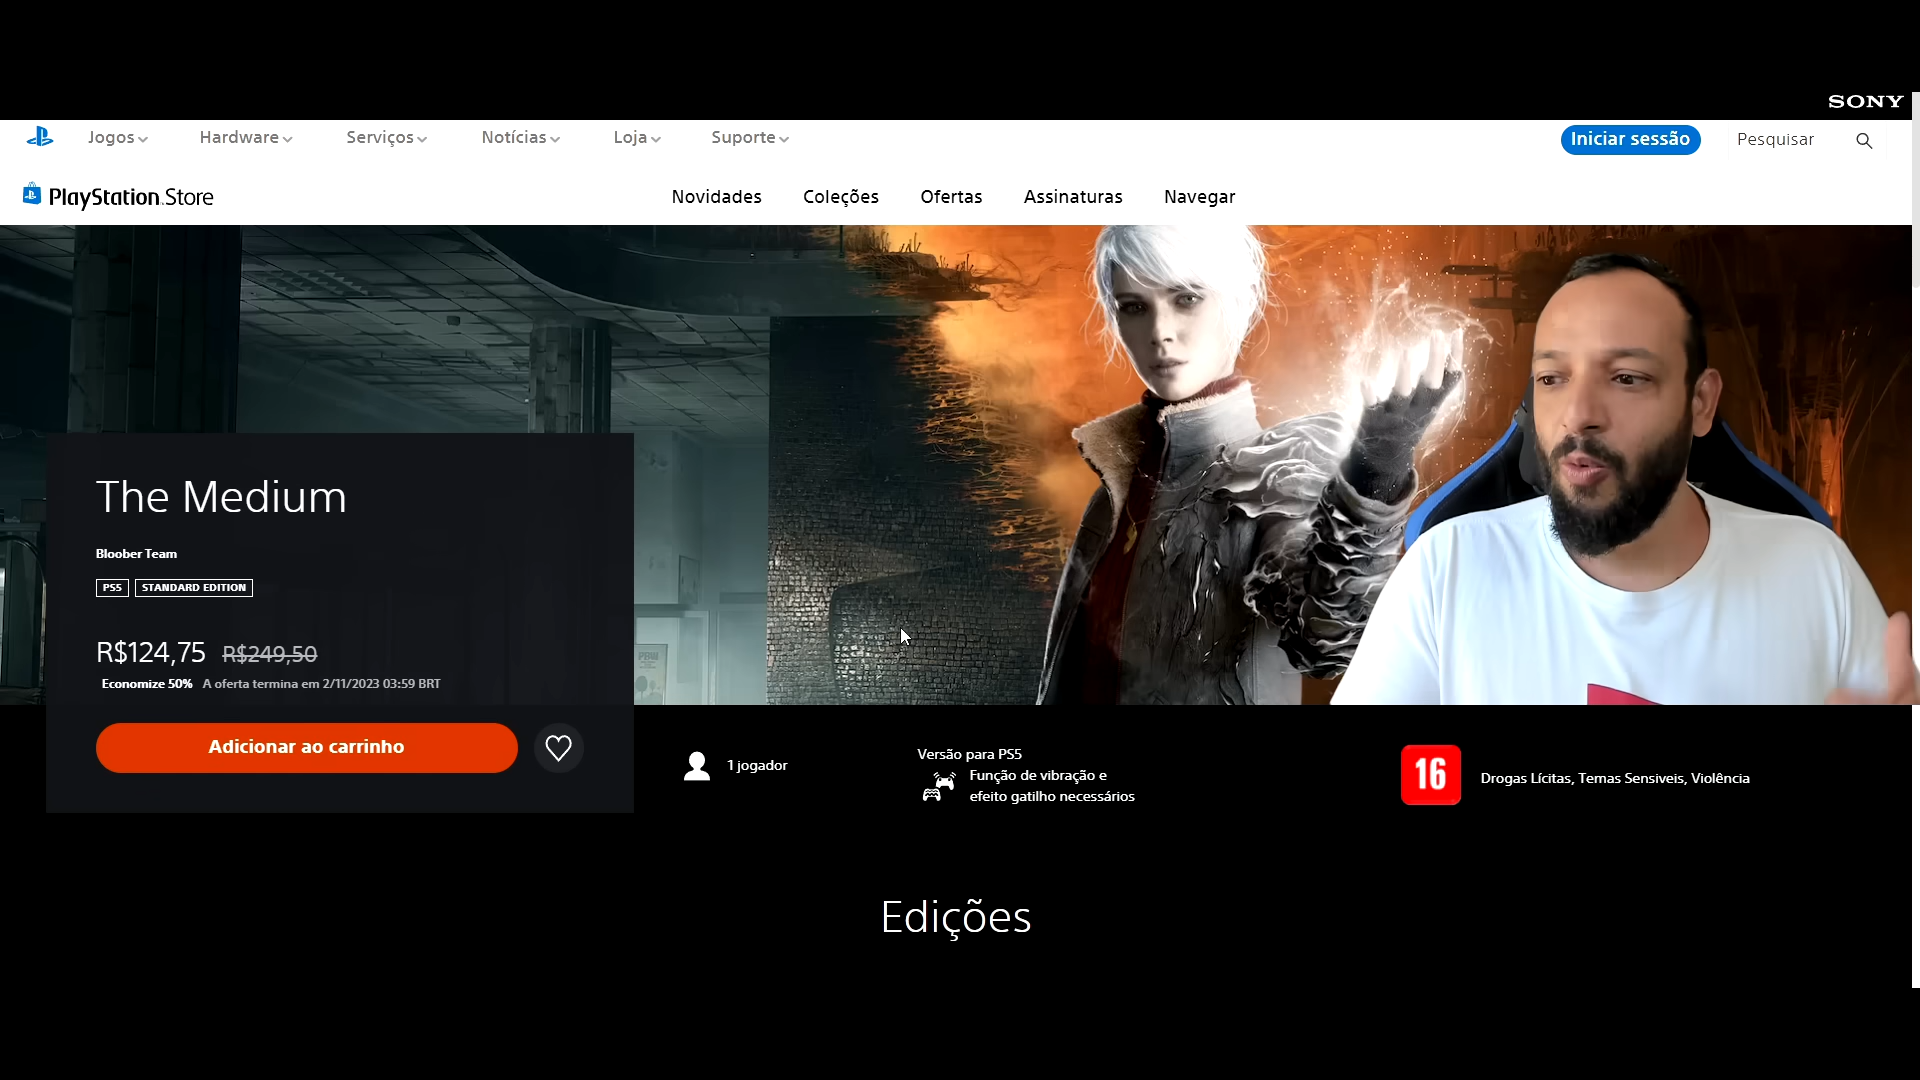 SONY
Jogos Hardware Serviços Notícias Loja Suporte Iniciar sessão Pesquisar
PlayStation Store Novidades Coleções Ofertas Assinaturas Navegar
The Medium
Bloober Team
PS5 STANDARD EDITION
R$124,75 R$249,50
Economize 50% A oferta termina em 2/11/2023 03:59 BRT
Adicionar ao carrinho
1 jogador
Versão para PS5
Função de vibração e
efeito gatilho necessários
16 Drogas Lícitas, Temas Sensiveis, Violência
Edições